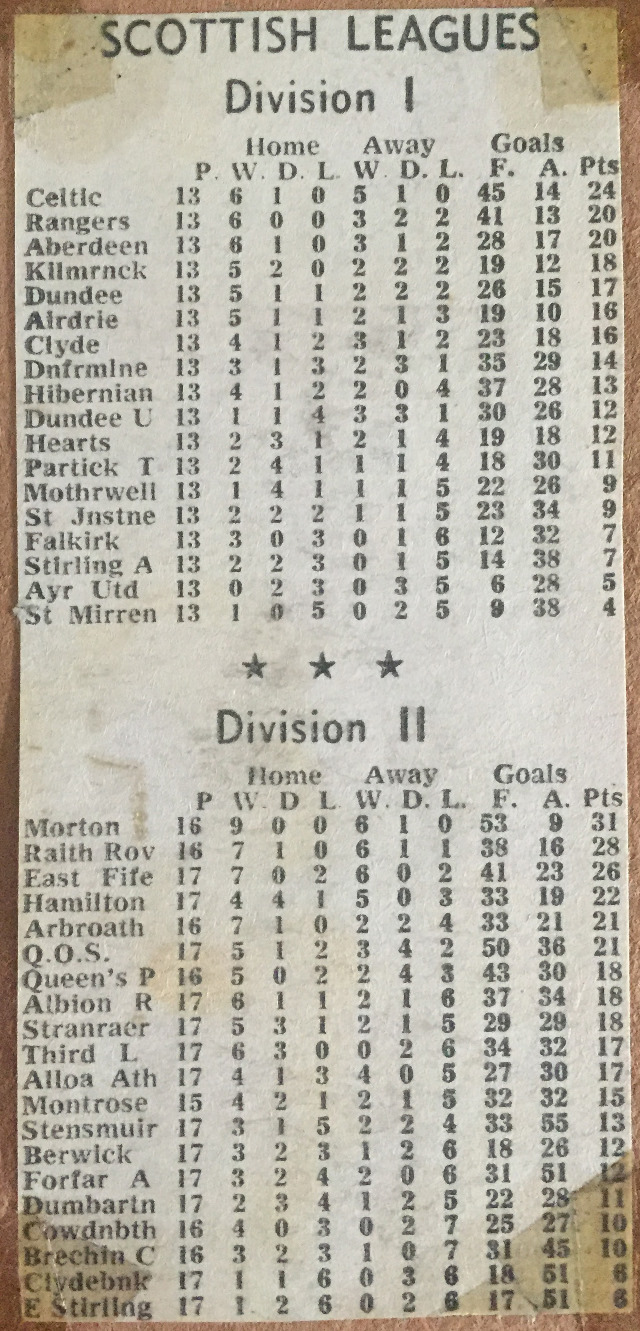 SCOTTISH LEAGUES
Division I
Home Away Goals
P. W. D. L. W. D. L. F. A. Pts
Celtic 13 6 1 0 5 1 0 45 14 24
Rangers 13 6 0 0 3 2 2 41 13 20
Aberdeen 13 6 1 0 3 1 2 28 17 20
Kilmrnck 13 5 2 0 2 2 2 19 12 18
Dundee 13 5 1 1 2 2 2 26 15 17
Airdrie 13 5 1 1 2 1 3 19 10 16
Clyde 13 4 1 2 3 1 2 23 18 16
Dnfrmlne 13 3 1 3 2 3 1 35 29 14
Hibernian 13 4 1 2 2 0 4 37 28 13
Dundee U 13 1 1 4 3 3 1 30 26 12
Hearts 13 2 3 1 2 1 4 19 18 12
Partick T 13 2 4 1 1 1 4 18 30 11
Mothrwell 13 1 4 1 1 1 5 22 26 9
St Jnstne 13 2 2 2 1 1 5 23 34 9
Falkirk 13 3 0 3 0 1 6 12 32 7
Stirling A 13 2 2 3 0 1 5 14 38 7
Ayr Utd 13 0 2 3 0 3 5 6 28 5
St Mirren 13 1 0 5 0 2 5 9 38 4
★ ★ ★
Division II
Home Away Goals
P W. D L W. D. L. F. A. Pts
Morton 16 9 0 0 6 1 0 53 9 31
Raith Rov 16 7 1 0 6 1 1 38 16 28
East Fife 17 7 0 2 6 0 2 41 23 26
Hamilton 17 4 4 1 5 0 3 33 19 22
Arbroath 16 7 1 0 2 2 4 33 21 21
Q.O.S. 17 5 1 2 3 4 2 50 36 21
Queen's P 16 5 0 2 2 4 3 43 30 18
Albion R 17 6 1 1 2 1 6 37 34 18
Stranraer 17 5 3 1 2 1 5 29 29 18
Third L 17 6 3 0 0 2 6 34 32 17
Alloa Ath 17 4 1 3 4 0 5 27 30 17
Montrose 15 4 2 1 2 1 5 32 32 15
Stensmuir 17 3 1 5 2 2 4 33 55 13
Berwick 17 3 2 3 1 2 6 18 26 12
Forfar A 17 3 2 4 2 0 6 31 51 12
Dumbartn 17 2 3 4 1 2 5 22 28 11
Cowdnbth 16 4 0 3 0 2 7 25 27 10
Brechin C 16 3 2 3 1 0 7 31 45 10
Clydebnk 17 1 1 6 0 3 6 18 51 6
E Stirling 17 1 2 6 0 2 6 17 51 6